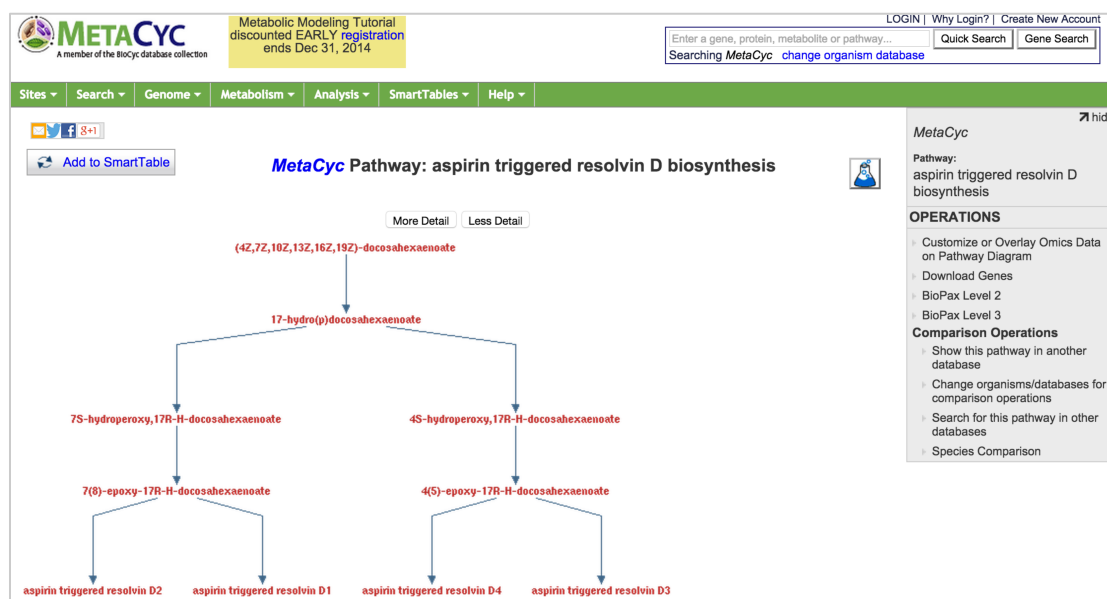 METACYC
A member of the BioCyc database collection
Metabolic Modeling Tutorial
discounted EARLY registration
ends Dec 31, 2014
LOGIN | Why Login? | Create New Account
Enter a gene, protein, metabolite or pathway...
Quick Search
Gene Search
Searching MetaCyc change organism database
Sites
Search
Genome
Metabolism
Analysis
SmartTables
Help
g+1
Add to SmartTable
MetaCyc Pathway: aspirin triggered resolvin D biosynthesis
More Detail
Less Detail
(4Z,7Z,10Z,13Z,16Z,19Z)-docosahexaenoate
17-hydro(p)docosahexaenoate
7S-hydroperoxy,17R-H-docosahexaenoate
4S-hydroperoxy,17R-H-docosahexaenoate
7(8)-epoxy-17R-H-docosahexaenoate
4(5)-epoxy-17R-H-docosahexaenoate
aspirin triggered resolvin D2
aspirin triggered resolvin D1
aspirin triggered resolvin D4
aspirin triggered resolvin D3
hid
MetaCyc
Pathway:
aspirin triggered resolvin D
biosynthesis
OPERATIONS
Customize or Overlay Omics Data
on Pathway Diagram
Download Genes
BioPax Level 2
BioPax Level 3
Comparison Operations
Show this pathway in another
database
Change organisms/databases for
comparison operations
Search for this pathway in other
databases
Species Comparison